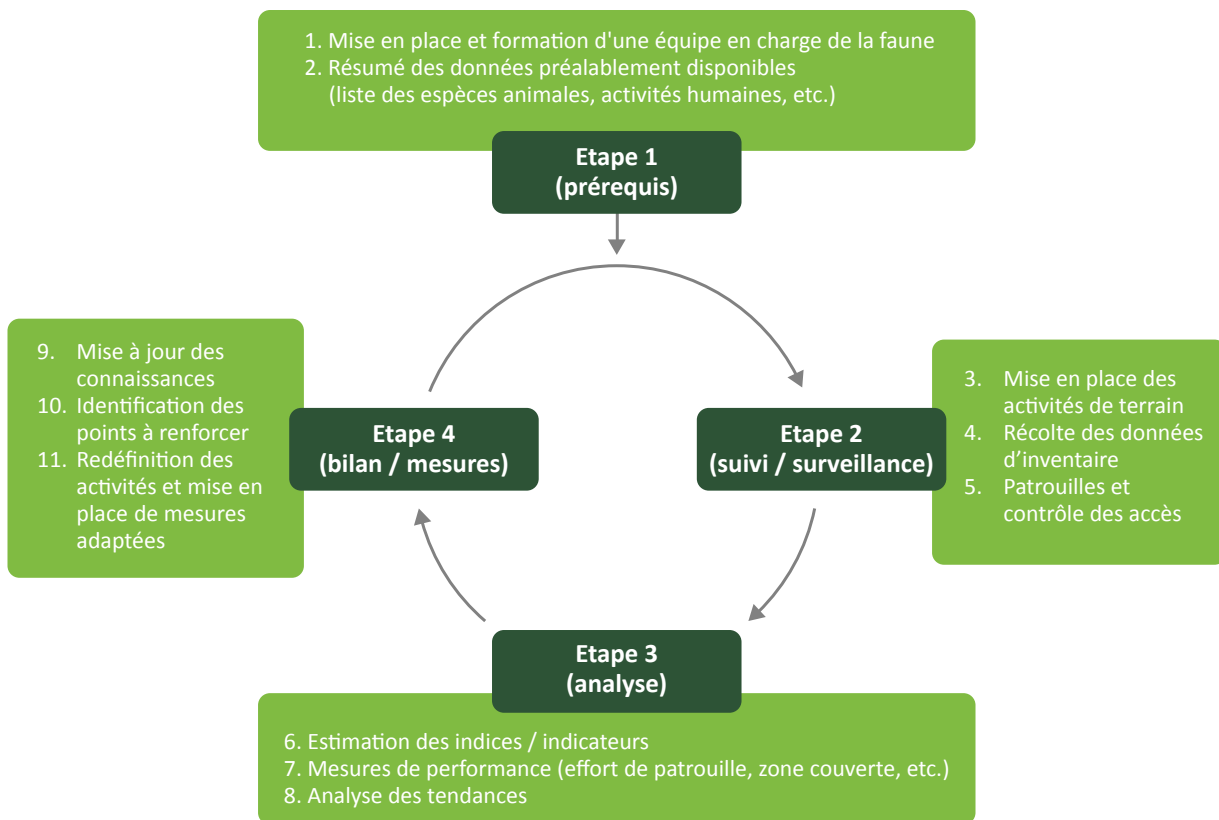 1. Mise en place et formation d'une équipe en charge de la faune
2. Résumé des données préalablement disponibles
(liste des espèces animales, activités humaines, etc.)
Etape 1
(prérequis)
9. Mise à jour des
connaissances
10. Identification des
points à renforcer
11. Redéfinition des
activités et mise en
place de mesures
adaptées
Etape 4
(bilan / mesures)
Etape 2
(suivi / surveillance)
3. Mise en place des
activités de terrain
4. Récolte des données
d’inventaire
5. Patrouilles et
contrôle des accès
Etape 3
(analyse)
6. Estimation des indices / indicateurs
7. Mesures de performance (effort de patrouille, zone couverte, etc.)
8. Analyse des tendances